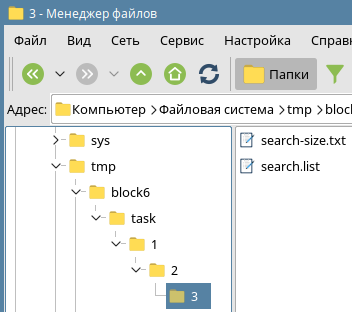 3 - Менеджер файлов
Файл Вид Сеть Сервис Настройка
Папки
Адрес: Компьютер Файловая система tmp
sys
tmp
block6
task
1
2
3
search-size.txt
search.list